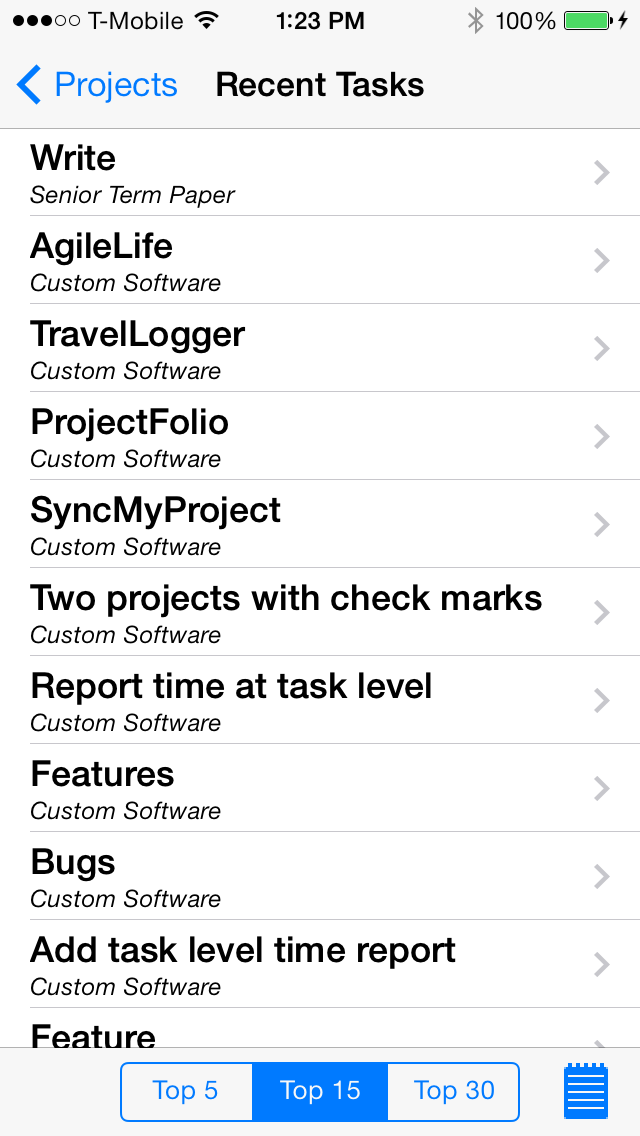 T-Mobile 1:23 PM 100%
Projects Recent Tasks
Write
Senior Term Paper
AgileLife
Custom Software
TravelLogger
Custom Software
ProjectFolio
Custom Software
SyncMyProject
Custom Software
Two projects with check marks
Custom Software
Report time at task level
Custom Software
Features
Custom Software
Bugs
Custom Software
Add task level time report
Custom Software
Feature
Top 5 Top 15 Top 30